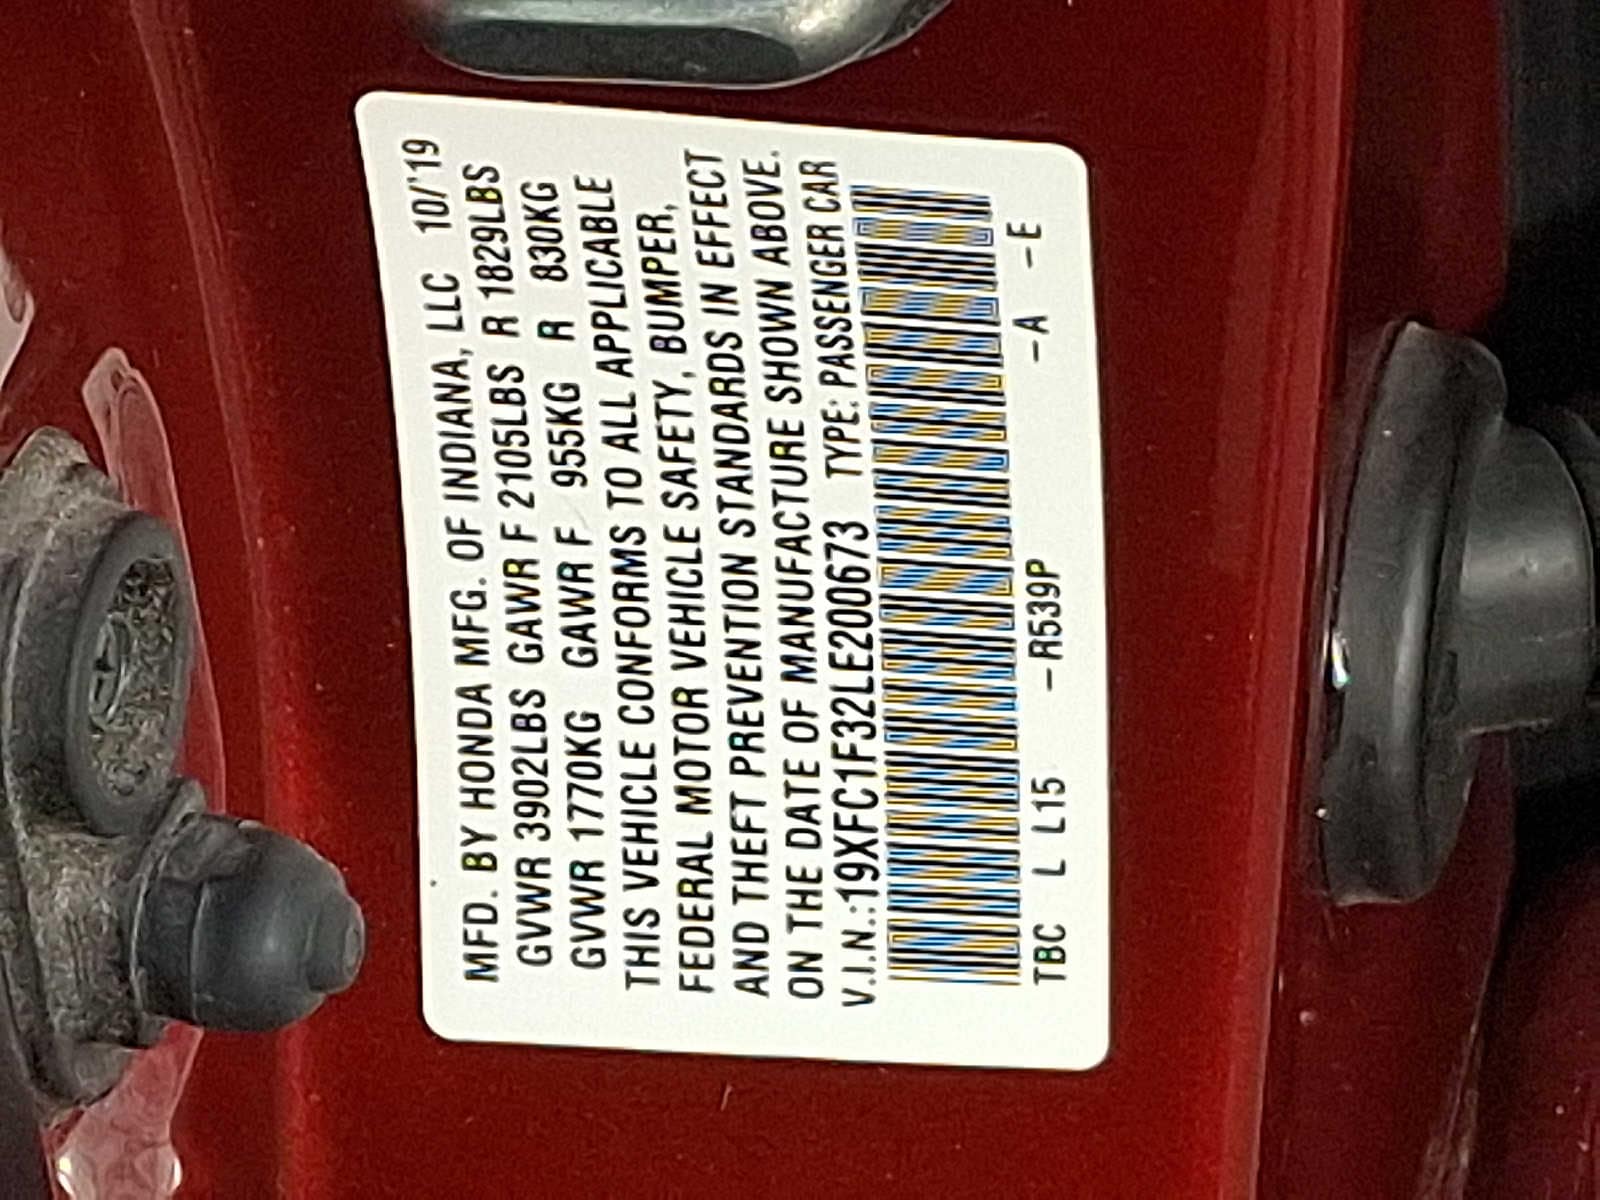 MFD. BY HONDA MFG. OF INDIANA, LLC 10/'19
GVWR 3902LBS GAWR F 2105LBS R 1829LBS
GVWR 1770KG GAWR F 955KG R 830KG
THIS VEHICLE CONFORMS TO ALL APPLICABLE
FEDERAL MOTOR VEHICLE SAFETY, BUMPER,
AND THEFT PREVENTION STANDARDS IN EFFECT
ON THE DATE OF MANUFACTURE SHOWN ABOVE.
V.I.N.:19XFC1F32LE200673 TYPE: PASSENGER CAR
TBC L L15 -R539P -A -E